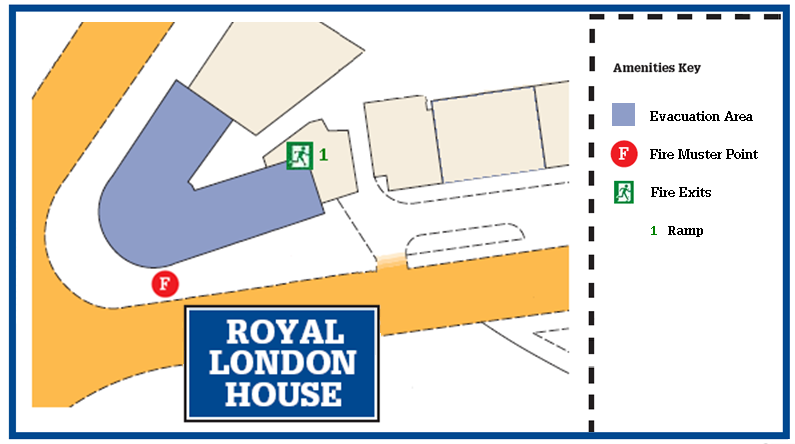 1
F
ROYAL
LONDON
HOUSE
Amenities Key
Evacuation Area
F Fire Muster Point
Fire Exits
1 Ramp